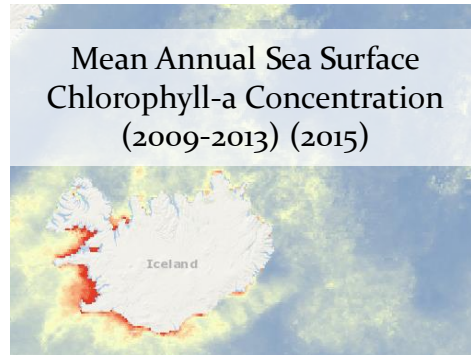 Mean Annual Sea Surface
Chlorophyll-a Concentration
(2009-2013) (2015)
Iceland